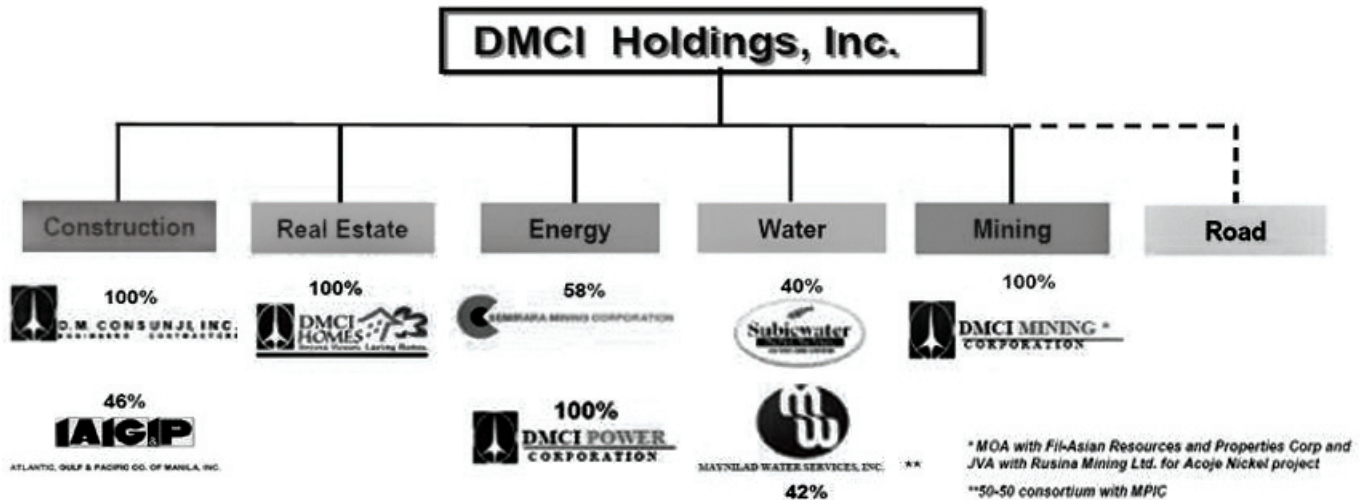 DMCI Holdings, Inc.
Construction
Real Estate
Energy
Water
Mining
Road
100%
D.M. CONSUNJI, INC.
ENGINEERS CONTRACTORS
46%
AG&P
ATLANTIC, GULF & PACIFIC CO. OF MANILA, INC.
100%
DMCI
HOMES
58%
SEMIRARA MINING CORPORATION
100%
DMCI POWER
CORPORATION
40%
Subicwater
MAYNILAD WATER SERVICES, INC. **
42%
100%
DMCI MINING *
CORPORATION
* MOA with Fil-Asian Resources and Properties Corp and
JVA with Rusina Mining Ltd. for Acoje Nickel project
**50-50 consortium with MPIC